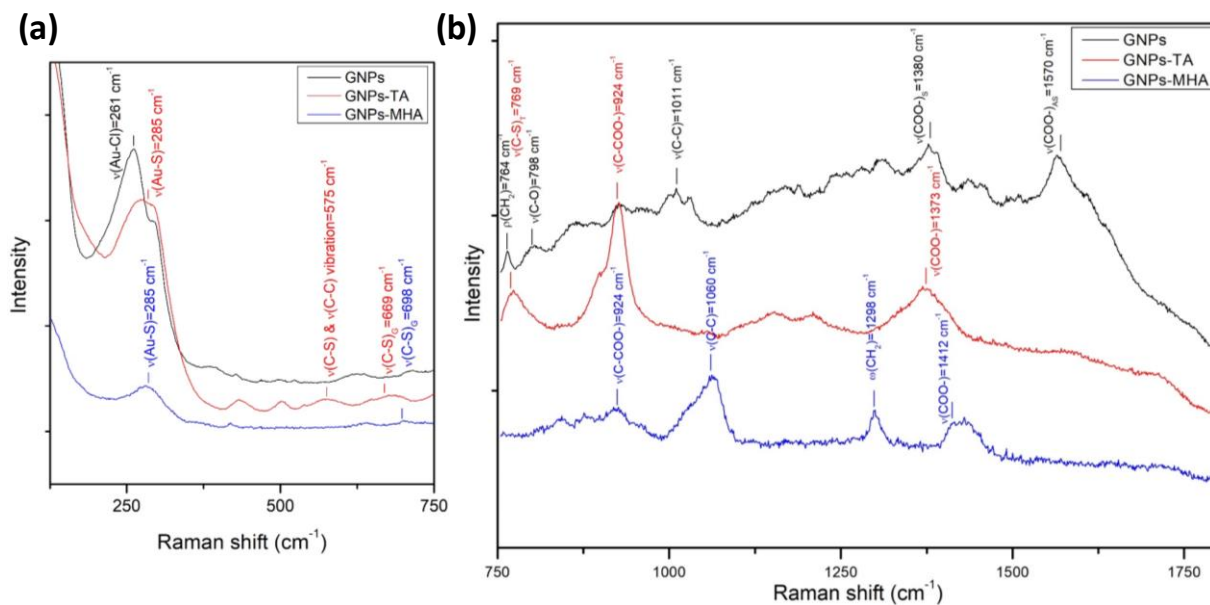 (a)
GNPs
GNPs-TA
GNPs-MHA
ν(Au-Cl)=261 cm⁻¹
ν(Au-S)=285 cm⁻¹
ν(Au-S)=285 cm⁻¹
ν(C-S) & ν(C-C) vibration=575 cm⁻¹
ν(C-S)G=669 cm⁻¹
ν(C-S)G=698 cm⁻¹
Intensity
250
500
750
Raman shift (cm⁻¹)
(b)
GNPs
GNPs-TA
GNPs-MHA
ρ(CH₂)=764 cm⁻¹
ν(C-S)T=769 cm⁻¹
ν(C-O)=798 cm⁻¹
ν(C-COO-)=924 cm⁻¹
ν(C-C)=1011 cm⁻¹
ν(COO-)S=1380 cm⁻¹
ν(COO-)AS=1570 cm⁻¹
ν(COO-)=1373 cm⁻¹
ν(C-COO-)=924 cm⁻¹
ν(C-C)=1060 cm⁻¹
ω(CH₂)=1298 cm⁻¹
ν(COO-)=1412 cm⁻¹
Intensity
750
1000
1250
1500
1750
Raman shift (cm⁻¹)